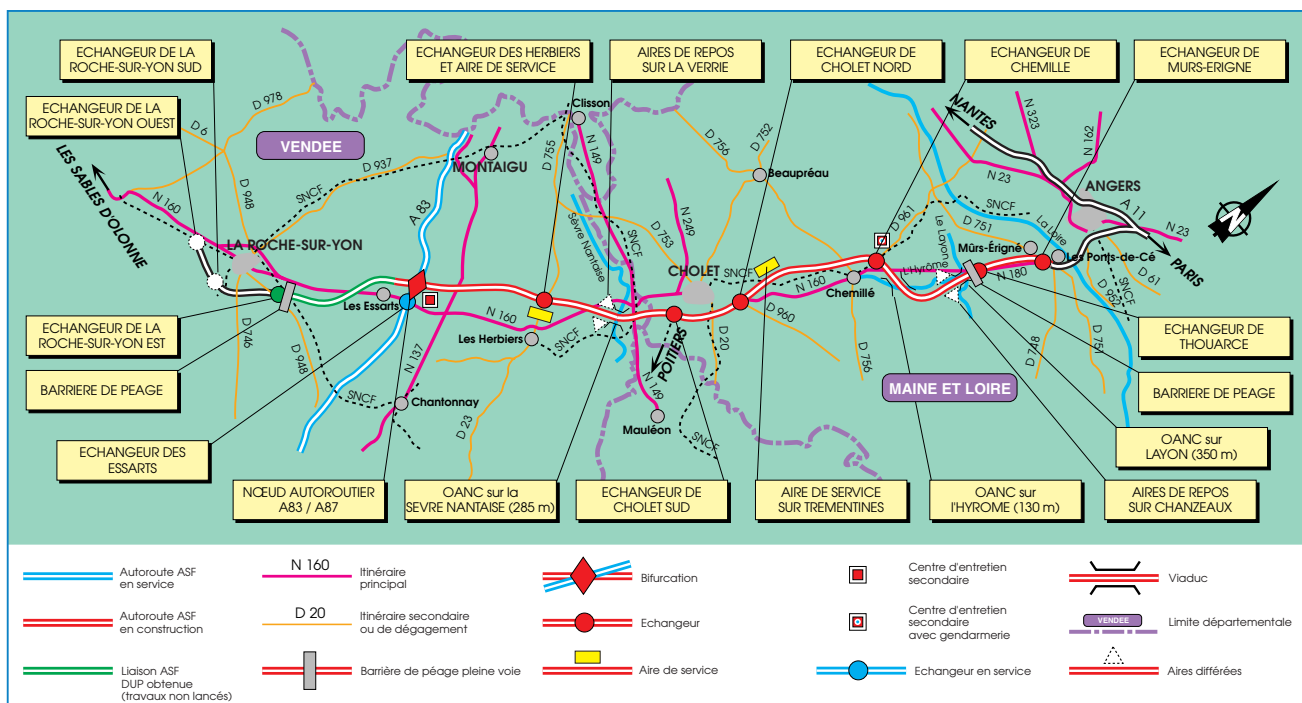 ECHANGEUR DE LA
ROCHE-SUR-YON SUD
ECHANGEUR DES HERBIERS
ET AIRE DE SERVICE
AIRES DE REPOS
SUR LA VERRIE
ECHANGEUR DE
CHOLET NORD
ECHANGEUR DE
CHEMILLE
ECHANGEUR DE
MURS-ERIGNE
ECHANGEUR DE LA
ROCHE-SUR-YON OUEST
D 978
D 6
VENDEE
D 937
MONTAIGU
Clisson
D 755
N 149
D 756
D 752
Beaupréau
NANTES
N 323
N 162
N 23
ANGERS
A 11
N 23
PARIS
LES SABLES D'OLONNE
N 160
D 948
SNCF
LA ROCHE-SUR-YON
A 83
Sèvre Nantaise
SNCF
D 753
N 249
CHOLET
SNCF
N 160
D 961
SNCF
D 751
Le Layon
La Loire
Mûrs-Érigné
Les Ponts-de-Cé
L'Hyrôme
Chemillé
N 180
D 61
D 952
SNCF
Les Essarts
N 160
Les Herbiers
SNCF
POITIERS
D 20
D 960
D 756
D 748
D 751
ECHANGEUR DE LA
ROCHE-SUR-YON EST
D 746
D 948
SNCF
N 137
Chantonnay
D 23
N 149
Mauléon
SNCF
MAINE ET LOIRE
ECHANGEUR DE
THOUARCE
BARRIERE DE PEAGE
BARRIERE DE PEAGE
ECHANGEUR DES
ESSARTS
OANC sur
LAYON (350 m)
NŒUD AUTOROUTIER
A83 / A87
OANC sur la
SEVRE NANTAISE (285 m)
ECHANGEUR DE
CHOLET SUD
AIRE DE SERVICE
SUR TREMENTINES
OANC sur
l'HYROME (130 m)
AIRES DE REPOS
SUR CHANZEAUX
Autoroute ASF
en service
N 160
Itinéraire
principal
Bifurcation
Centre d'entretien
secondaire
Viaduc
Autoroute ASF
en construction
D 20
Itinéraire secondaire
ou de dégagement
Echangeur
Centre d'entretien
secondaire
avec gendarmerie
VENDEE
Limite départementale
Liaison ASF
DUP obtenue
(travaux non lancés)
Barrière de péage pleine voie
Aire de service
Echangeur en service
Aires différées